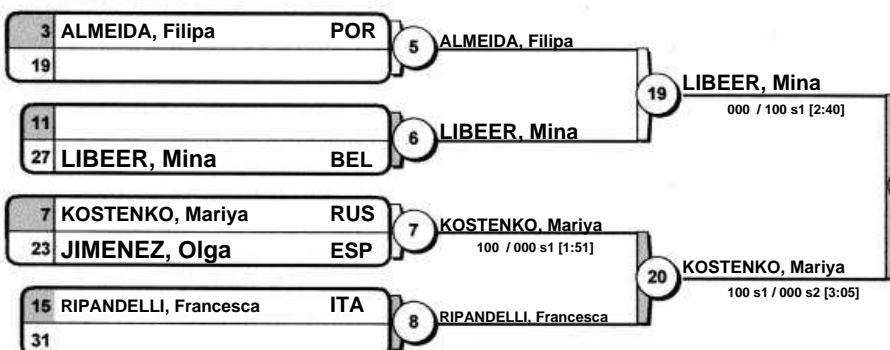 3 ALMEIDA, Filipa POR
19
5 ALMEIDA, Filipa
11
27 LIBEER, Mina BEL
6 LIBEER, Mina
19 LIBEER, Mina
000 / 100 s1 [2:40]
7 KOSTENKO, Mariya RUS
23 JIMENEZ, Olga ESP
7 KOSTENKO, Mariya
100 / 000 s1 [1:51]
15 RIPANDELLI, Francesca ITA
31
8 RIPANDELLI, Francesca
20 KOSTENKO, Mariya
100 s1 / 000 s2 [3:05]